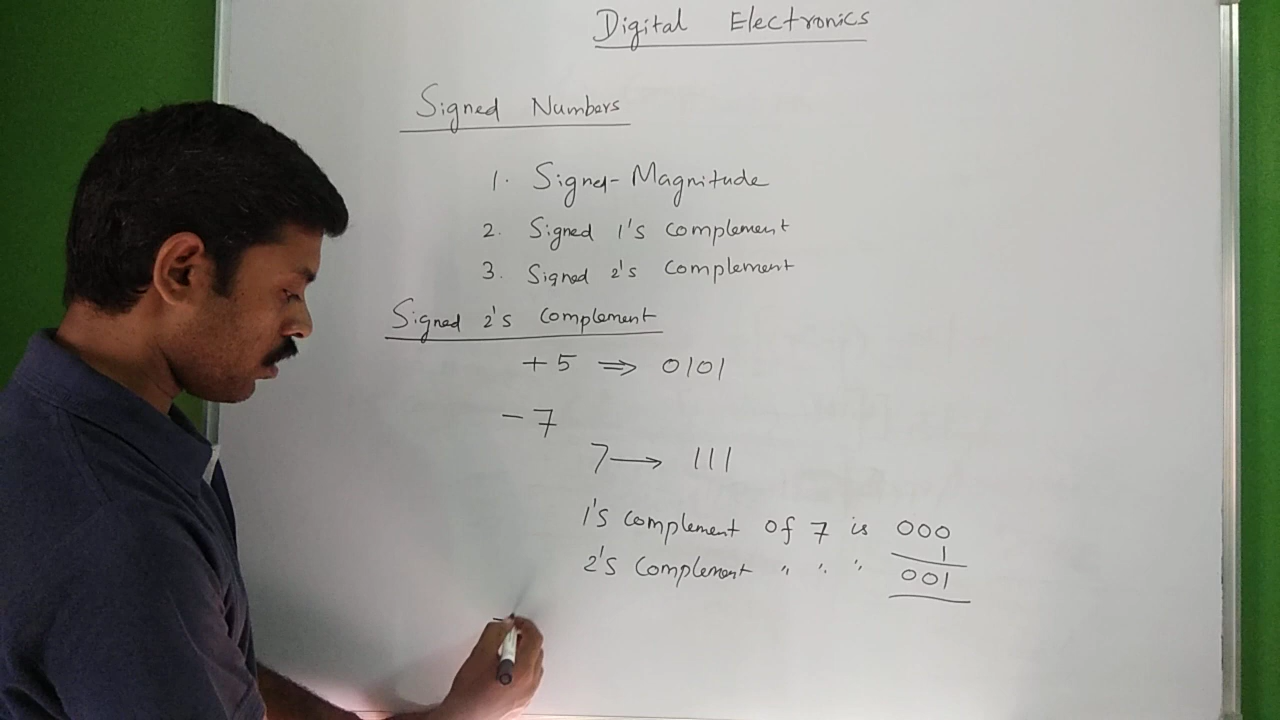 Digital Electronics
Signed Numbers
1. Signed-Magnitude
2. Signed 1's complement
3. Signed 2's complement
Signed 2's complement
+5 ⇒ 0101
-7
7 → 111
1's complement of 7 is 000
1
2's complement " " " 001
-